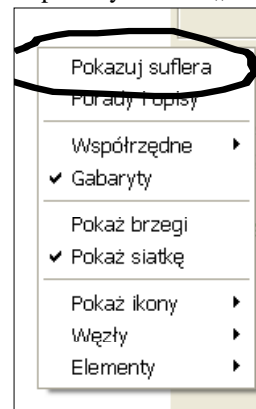 Pokazuj suflera
Porady i opisy
Współrzędne
Gabaryty
Pokaż brzegi
Pokaż siatkę
Pokaż ikony
Węzły
Elementy